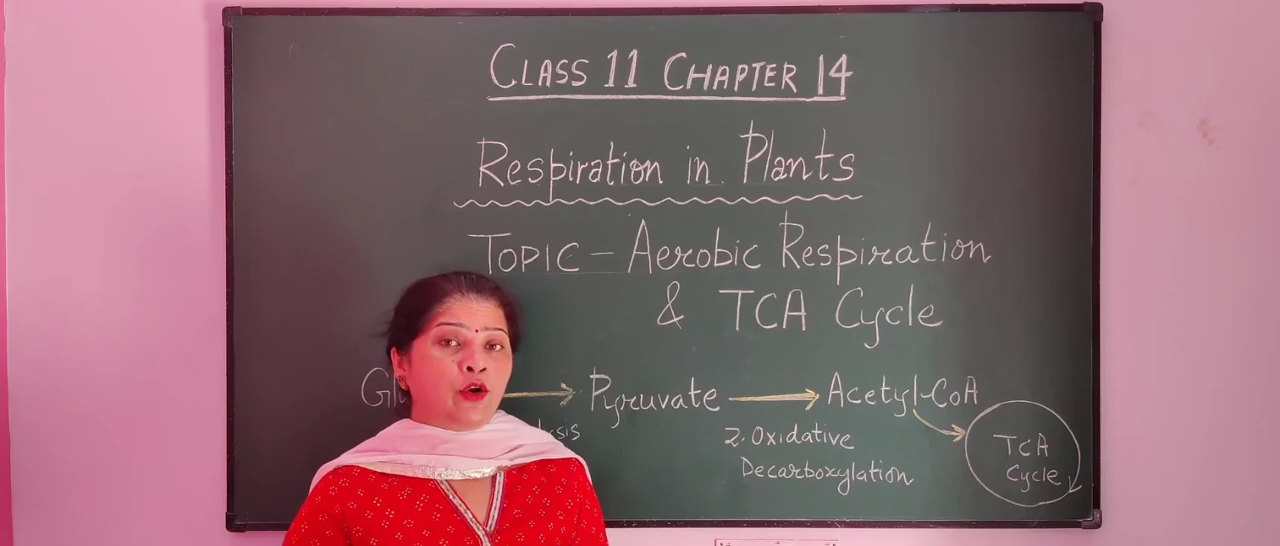 CLASS 11 CHAPTER 14
Respiration in Plants
TOPIC – Aerobic Respiration
& TCA Cycle
Pyruvate Acetyl-CoA
2. Oxidative
Decarboxylation
TCA
Cycle